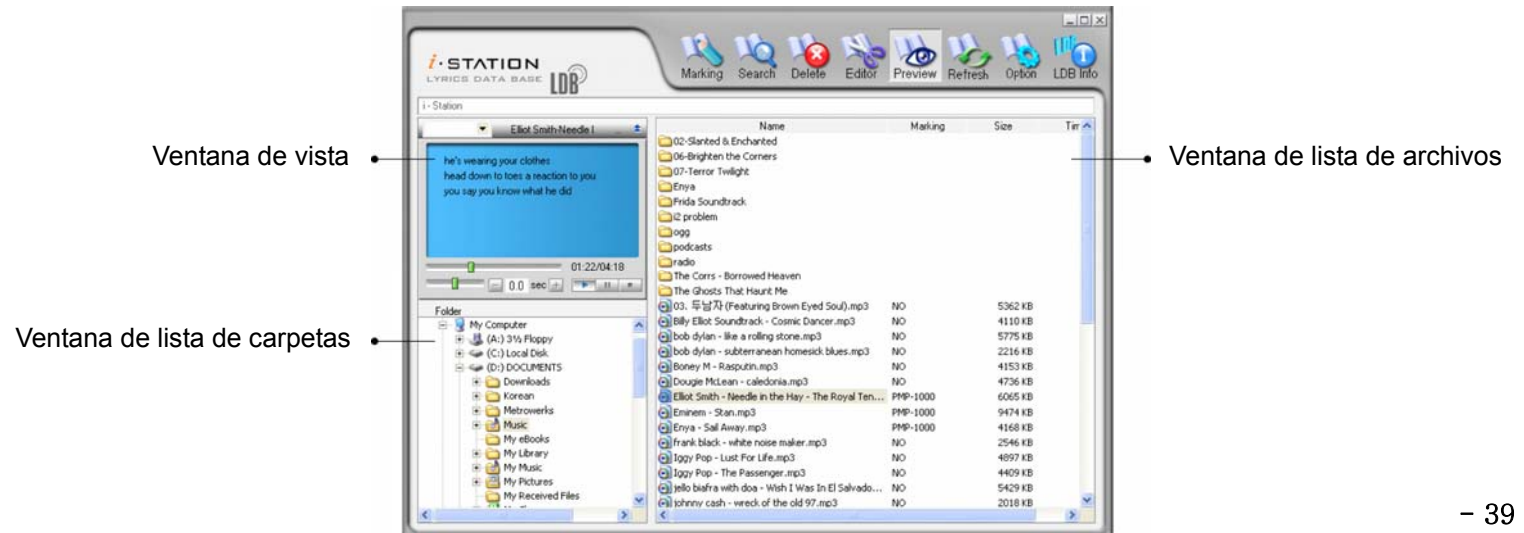 i·STATION
LYRICS DATA BASE LDB
Marking Search Delete Editor Preview Refresh Option LDB Info
i - Station
Elliot Smith-Needle I
Ventana de vista
he's wearing your clothes
head down to toes a reaction to you
you say you know what he did
01:22/04:18
0.0 sec
Ventana de lista de carpetas
Folder
My Computer
(A:) 3½ Floppy
(C:) Local Disk
(D:) DOCUMENTS
Downloads
Korean
Metrowerks
Music
My eBooks
My Library
My Music
My Pictures
My Received Files
Ventana de lista de archivos
Name Marking Size Tim
02-Slanted & Enchanted
06-Brighten the Corners
07-Terror Twilight
Enya
Frida Soundtrack
i2 problem
ogg
podcasts
radio
The Corrs - Borrowed Heaven
The Ghosts That Haunt Me
03. 두남자 (Featuring Brown Eyed Soul).mp3 NO 5362 KB
Billy Elliot Soundtrack - Cosmic Dancer.mp3 NO 4110 KB
bob dylan - like a rolling stone.mp3 NO 5775 KB
bob dylan - subterranean homesick blues.mp3 NO 2216 KB
Boney M - Rasputin.mp3 NO 4153 KB
Dougie McLean - caledonia.mp3 NO 4736 KB
Elliot Smith - Needle in the Hay - The Royal Ten... PMP-1000 6065 KB
Eminem - Stan.mp3 PMP-1000 9474 KB
Enya - Sail Away.mp3 PMP-1000 4168 KB
frank black - white noise maker.mp3 NO 2546 KB
Iggy Pop - Lust For Life.mp3 NO 4897 KB
Iggy Pop - The Passenger.mp3 NO 4409 KB
jello biafra with doa - Wish I Was In El Salvado... NO 5429 KB
johnny cash - wreck of the old 97.mp3 NO 2018 KB
- 39